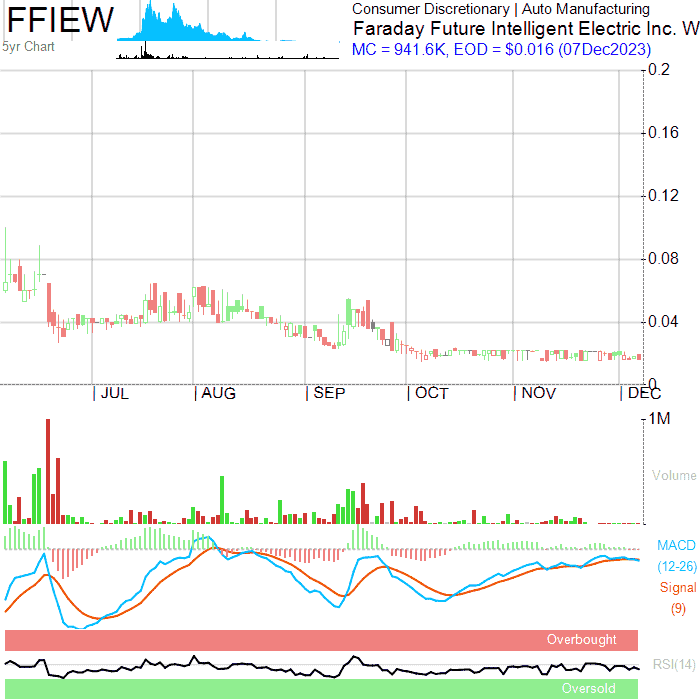 FFIEW
5yr Chart
Consumer Discretionary | Auto Manufacturing
Faraday Future Intelligent Electric Inc. W
MC = 941.6K, EOD = $0.016 (07Dec2023)
0.2
0.16
0.12
0.08
0.04
0
JUL AUG SEP OCT NOV DEC
1M
Volume
MACD
(12-26)
Signal
(9)
Overbought
RSI(14)
Oversold